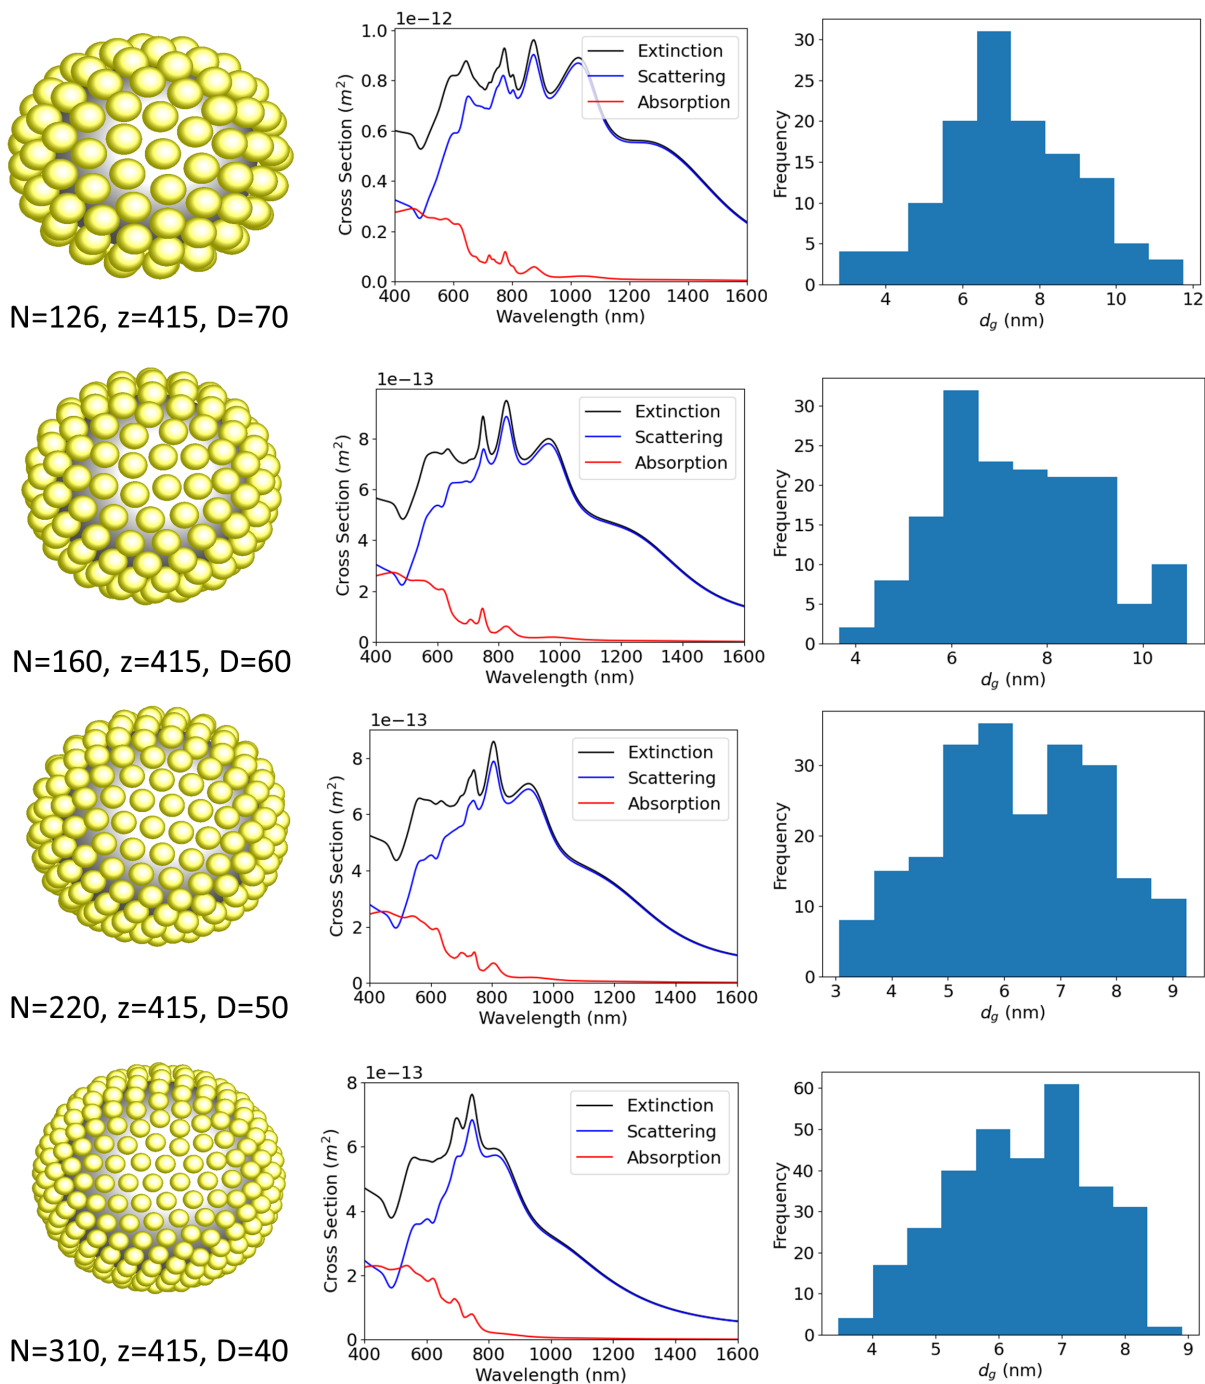 1e−12
1.0
0.8
0.6
0.4
0.2
0.0
Cross Section (m²)
Extinction
Scattering
Absorption
400 600 800 1000 1200 1400 1600
Wavelength (nm)
30
25
20
15
10
5
0
Frequency
4 6 8 10 12
d_g (nm)
N=126, z=415, D=70
1e−13
8
6
4
2
0
Cross Section (m²)
Extinction
Scattering
Absorption
400 600 800 1000 1200 1400 1600
Wavelength (nm)
30
25
20
15
10
5
0
Frequency
4 6 8 10
d_g (nm)
N=160, z=415, D=60
1e−13
8
6
4
2
0
Cross Section (m²)
Extinction
Scattering
Absorption
400 600 800 1000 1200 1400 1600
Wavelength (nm)
30
20
10
0
Frequency
3 4 5 6 7 8 9
d_g (nm)
N=220, z=415, D=50
1e−13
8
6
4
2
0
Cross Section (m²)
Extinction
Scattering
Absorption
400 600 800 1000 1200 1400 1600
Wavelength (nm)
60
50
40
30
20
10
0
Frequency
4 5 6 7 8 9
d_g (nm)
N=310, z=415, D=40